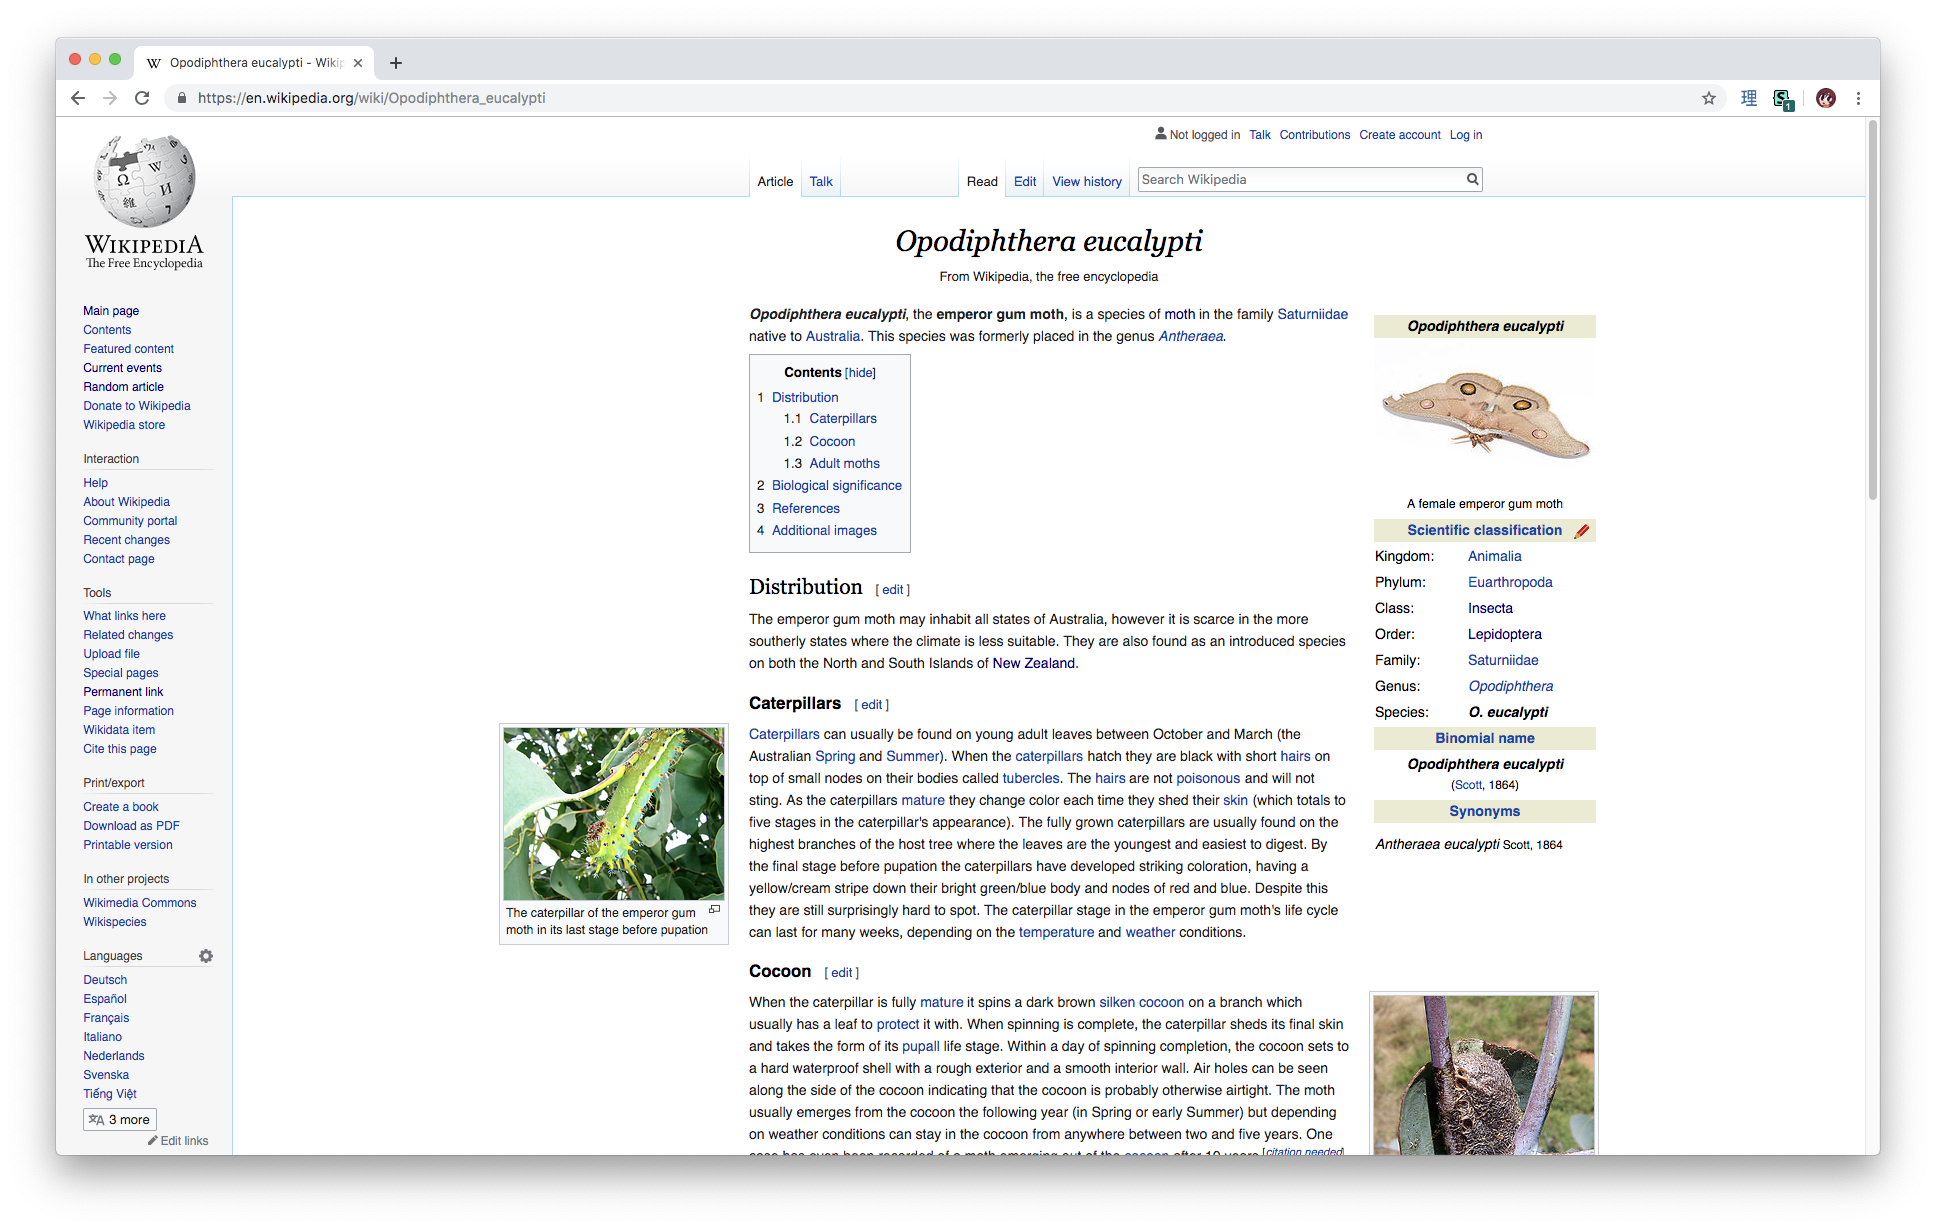 Opodiphthera eucalypti - Wikip
https://en.wikipedia.org/wiki/Opodiphthera_eucalypti
理
S
1
Not logged in Talk Contributions Create account Log in
Article Talk Read Edit View history Search Wikipedia
WIKIPEDIA
The Free Encyclopedia
Main page
Contents
Featured content
Current events
Random article
Donate to Wikipedia
Wikipedia store
Interaction
Help
About Wikipedia
Community portal
Recent changes
Contact page
Tools
What links here
Related changes
Upload file
Special pages
Permanent link
Page information
Wikidata item
Cite this page
Print/export
Create a book
Download as PDF
Printable version
In other projects
Wikimedia Commons
Wikispecies
Languages
Deutsch
Español
Français
Italiano
Nederlands
Svenska
Tiếng Việt
3 more
Edit links
Opodiphthera eucalypti
From Wikipedia, the free encyclopedia
Opodiphthera eucalypti, the emperor gum moth, is a species of moth in the family Saturniidae
native to Australia. This species was formerly placed in the genus Antheraea.
Contents [hide]
1 Distribution
1.1 Caterpillars
1.2 Cocoon
1.3 Adult moths
2 Biological significance
3 References
4 Additional images
Distribution [ edit ]
The emperor gum moth may inhabit all states of Australia, however it is scarce in the more
southerly states where the climate is less suitable. They are also found as an introduced species
on both the North and South Islands of New Zealand.
Caterpillars [ edit ]
Caterpillars can usually be found on young adult leaves between October and March (the
Australian Spring and Summer). When the caterpillars hatch they are black with short hairs on
top of small nodes on their bodies called tubercles. The hairs are not poisonous and will not
sting. As the caterpillars mature they change color each time they shed their skin (which totals to
five stages in the caterpillar's appearance). The fully grown caterpillars are usually found on the
highest branches of the host tree where the leaves are the youngest and easiest to digest. By
the final stage before pupation the caterpillars have developed striking coloration, having a
yellow/cream stripe down their bright green/blue body and nodes of red and blue. Despite this
they are still surprisingly hard to spot. The caterpillar stage in the emperor gum moth's life cycle
can last for many weeks, depending on the temperature and weather conditions.
The caterpillar of the emperor gum
moth in its last stage before pupation
Cocoon [ edit ]
When the caterpillar is fully mature it spins a dark brown silken cocoon on a branch which
usually has a leaf to protect it with. When spinning is complete, the caterpillar sheds its final skin
and takes the form of its pupall life stage. Within a day of spinning completion, the cocoon sets to
a hard waterproof shell with a rough exterior and a smooth interior wall. Air holes can be seen
along the side of the cocoon indicating that the cocoon is probably otherwise airtight. The moth
usually emerges from the cocoon the following year (in Spring or early Summer) but depending
on weather conditions can stay in the cocoon from anywhere between two and five years. One
case has even been recorded of a moth emerging out of the cocoon after 10 years.[citation needed]
Opodiphthera eucalypti
A female emperor gum moth
Scientific classification
Kingdom: Animalia
Phylum: Euarthropoda
Class: Insecta
Order: Lepidoptera
Family: Saturniidae
Genus: Opodiphthera
Species: O. eucalypti
Binomial name
Opodiphthera eucalypti
(Scott, 1864)
Synonyms
Antheraea eucalypti Scott, 1864